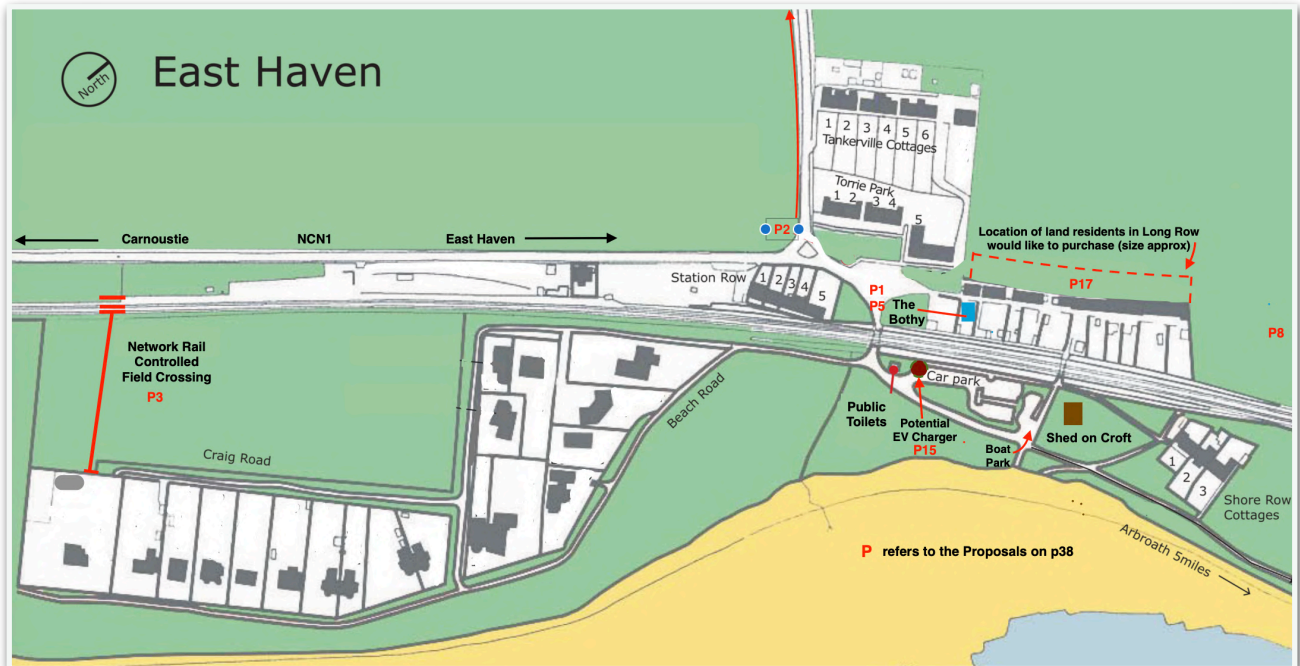 North
East Haven
1 2 3 4 5 6
Tankerville Cottages
Torrie Park
1 2 3 4
5
P2
Carnoustie
NCN1
East Haven
Location of land residents in Long Row
would like to purchase (size approx)
P17
Station Row
1 2 3 4 5
P1
P5
The
Bothy
P8
Network Rail
Controlled
Field Crossing
P3
Car park
Public
Toilets
Potential
EV Charger
P15
Boat
Park
Shed on Croft
Beach Road
Craig Road
1
2
3
Shore Row
Cottages
Arbroath 5miles
P refers to the Proposals on p38